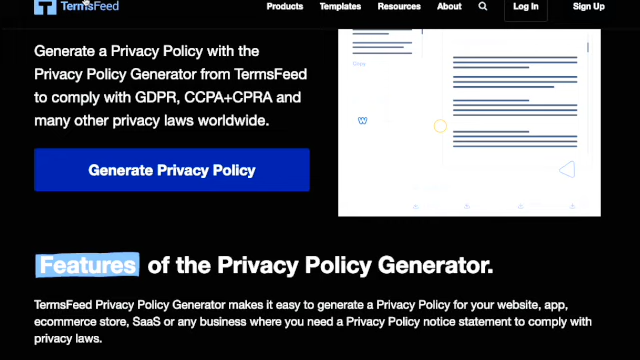 TermsFeed Products Templates Resources About Log In Sign Up
Generate a Privacy Policy with the
Privacy Policy Generator from TermsFeed
to comply with GDPR, CCPA+CPRA and
many other privacy laws worldwide.
Generate Privacy Policy
Features of the Privacy Policy Generator.
TermsFeed Privacy Policy Generator makes it easy to generate a Privacy Policy for your website, app,
ecommerce store, SaaS or any business where you need a Privacy Policy notice statement to comply with
privacy laws.